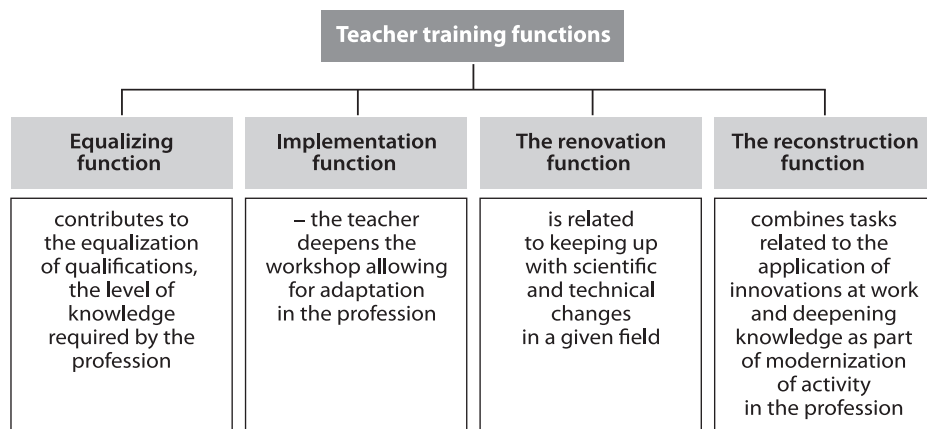 Teacher training functions
Equalizing
function
Implementation
function
The renovation
function
The reconstruction
function
contributes to
the equalization
of qualifications,
the level of
knowledge
required by the
profession
– the teacher
deepens the
workshop allowing
for adaptation
in the profession
is related
to keeping up
with scientific
and technical
changes
in a given field
combines tasks
related to the
application of
innovations at work
and deepening
knowledge as part
of modernization
of activity
in the profession